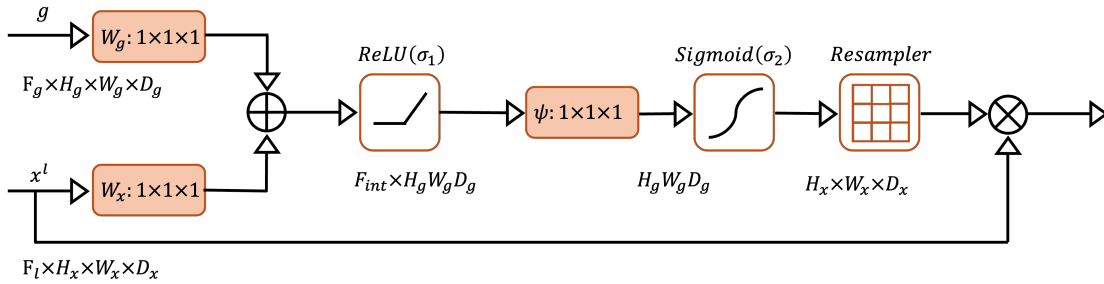 g
W_g: 1×1×1
F_g×H_g×W_g×D_g
ReLU(σ_1)
Sigmoid(σ_2)
Resampler
ψ: 1×1×1
x^l
W_x: 1×1×1
F_int×H_gW_gD_g
H_gW_gD_g
H_x×W_x×D_x
F_l×H_x×W_x×D_x